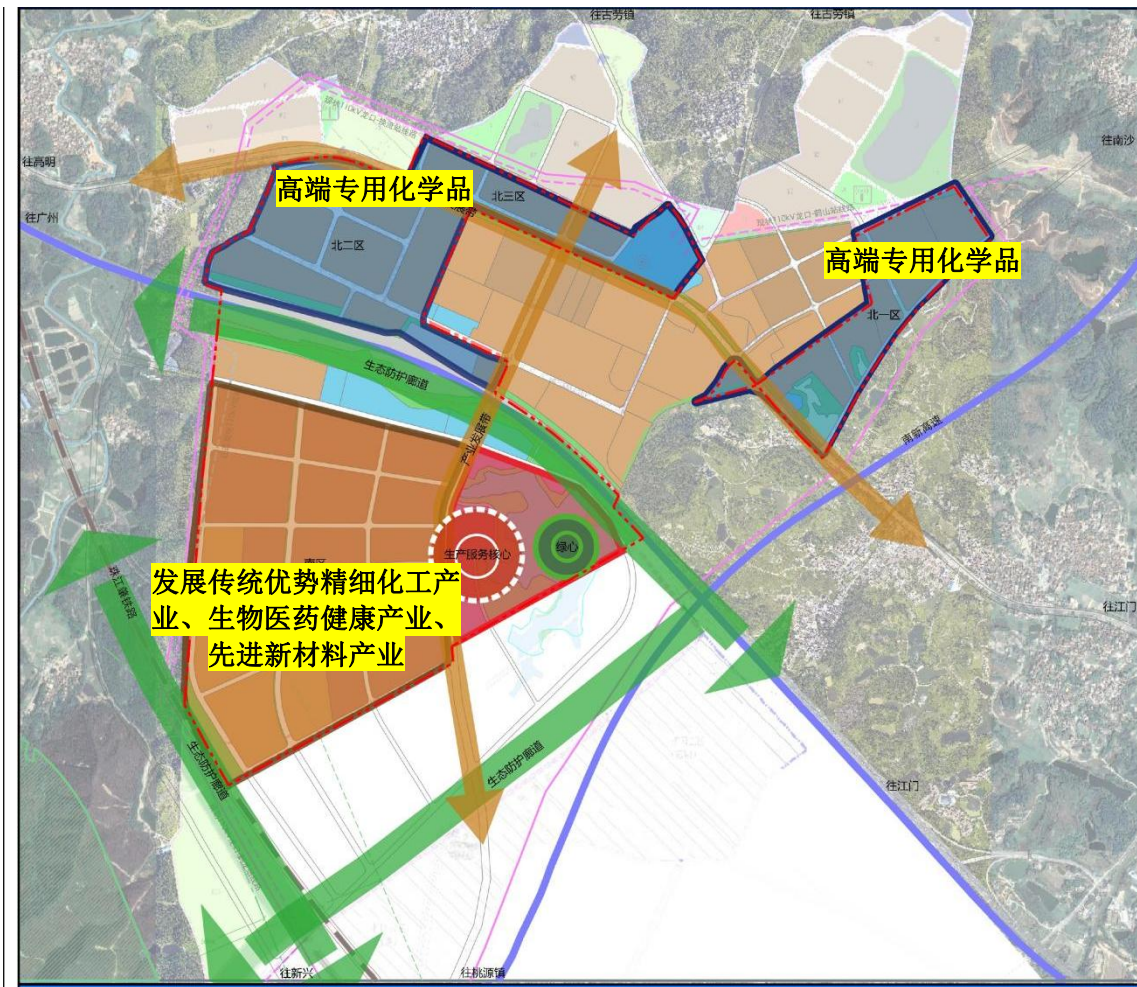 往古劳镇
往古劳镇
往南沙
往高明
高端专用化学品
北三区
往广州
北二区
高端专用化学品
北一区
生态防护廊道
产业发展带
南新高速
生产服务核心
绿心
发展传统优势精细化工产
业、生物医药健康产业、
先进新材料产业
往江门
生态防护廊道
生态防护廊道
往江门
往新兴
往桃源镇